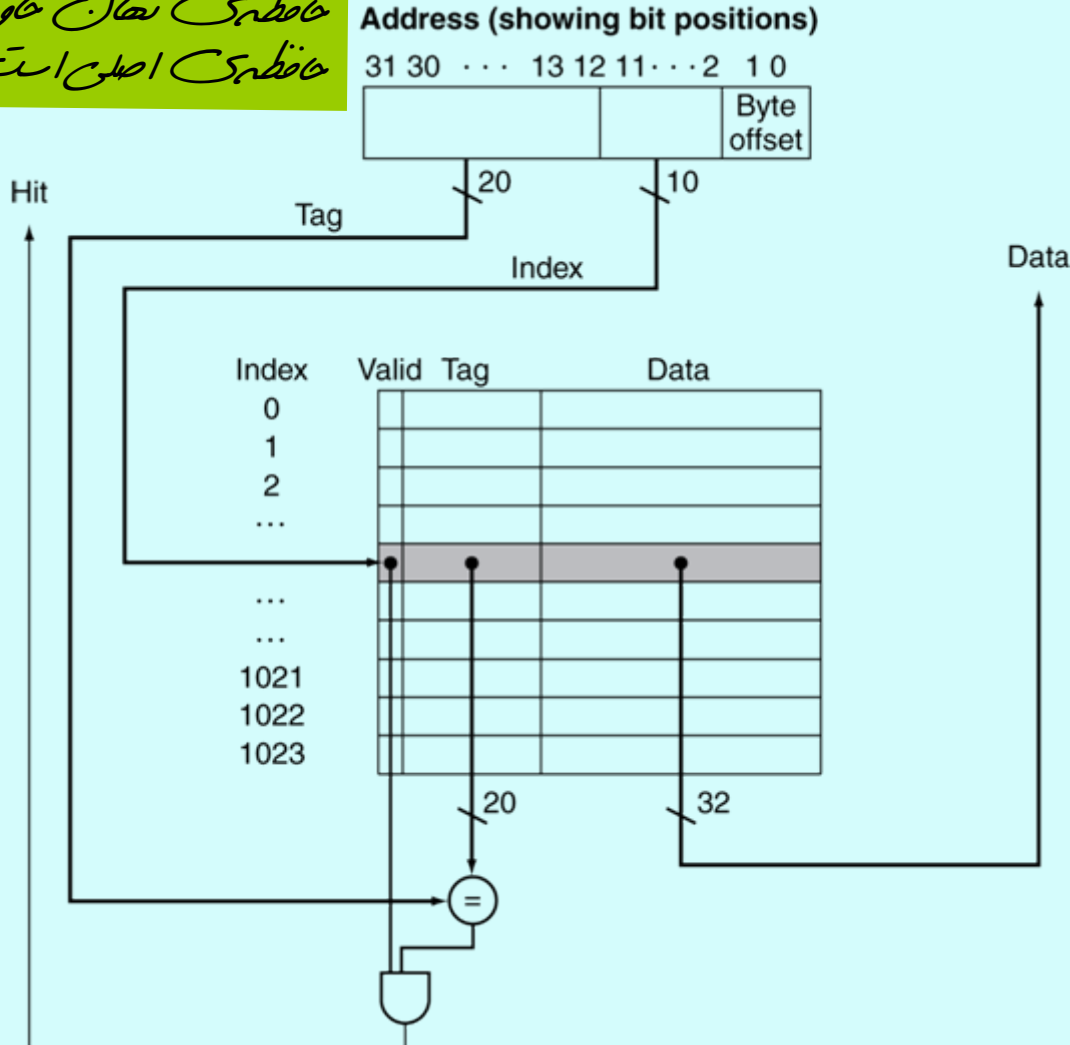 حافظه‌ی نهان حاو
حافظه‌ی اصلی است
Address (showing bit positions)
31 30 ··· 13 12 11 ··· 2 1 0
Byte
offset
20 10
Hit
Tag
Index
Data
Index Valid Tag Data
0
1
2
...
...
...
1021
1022
1023
20 32
=